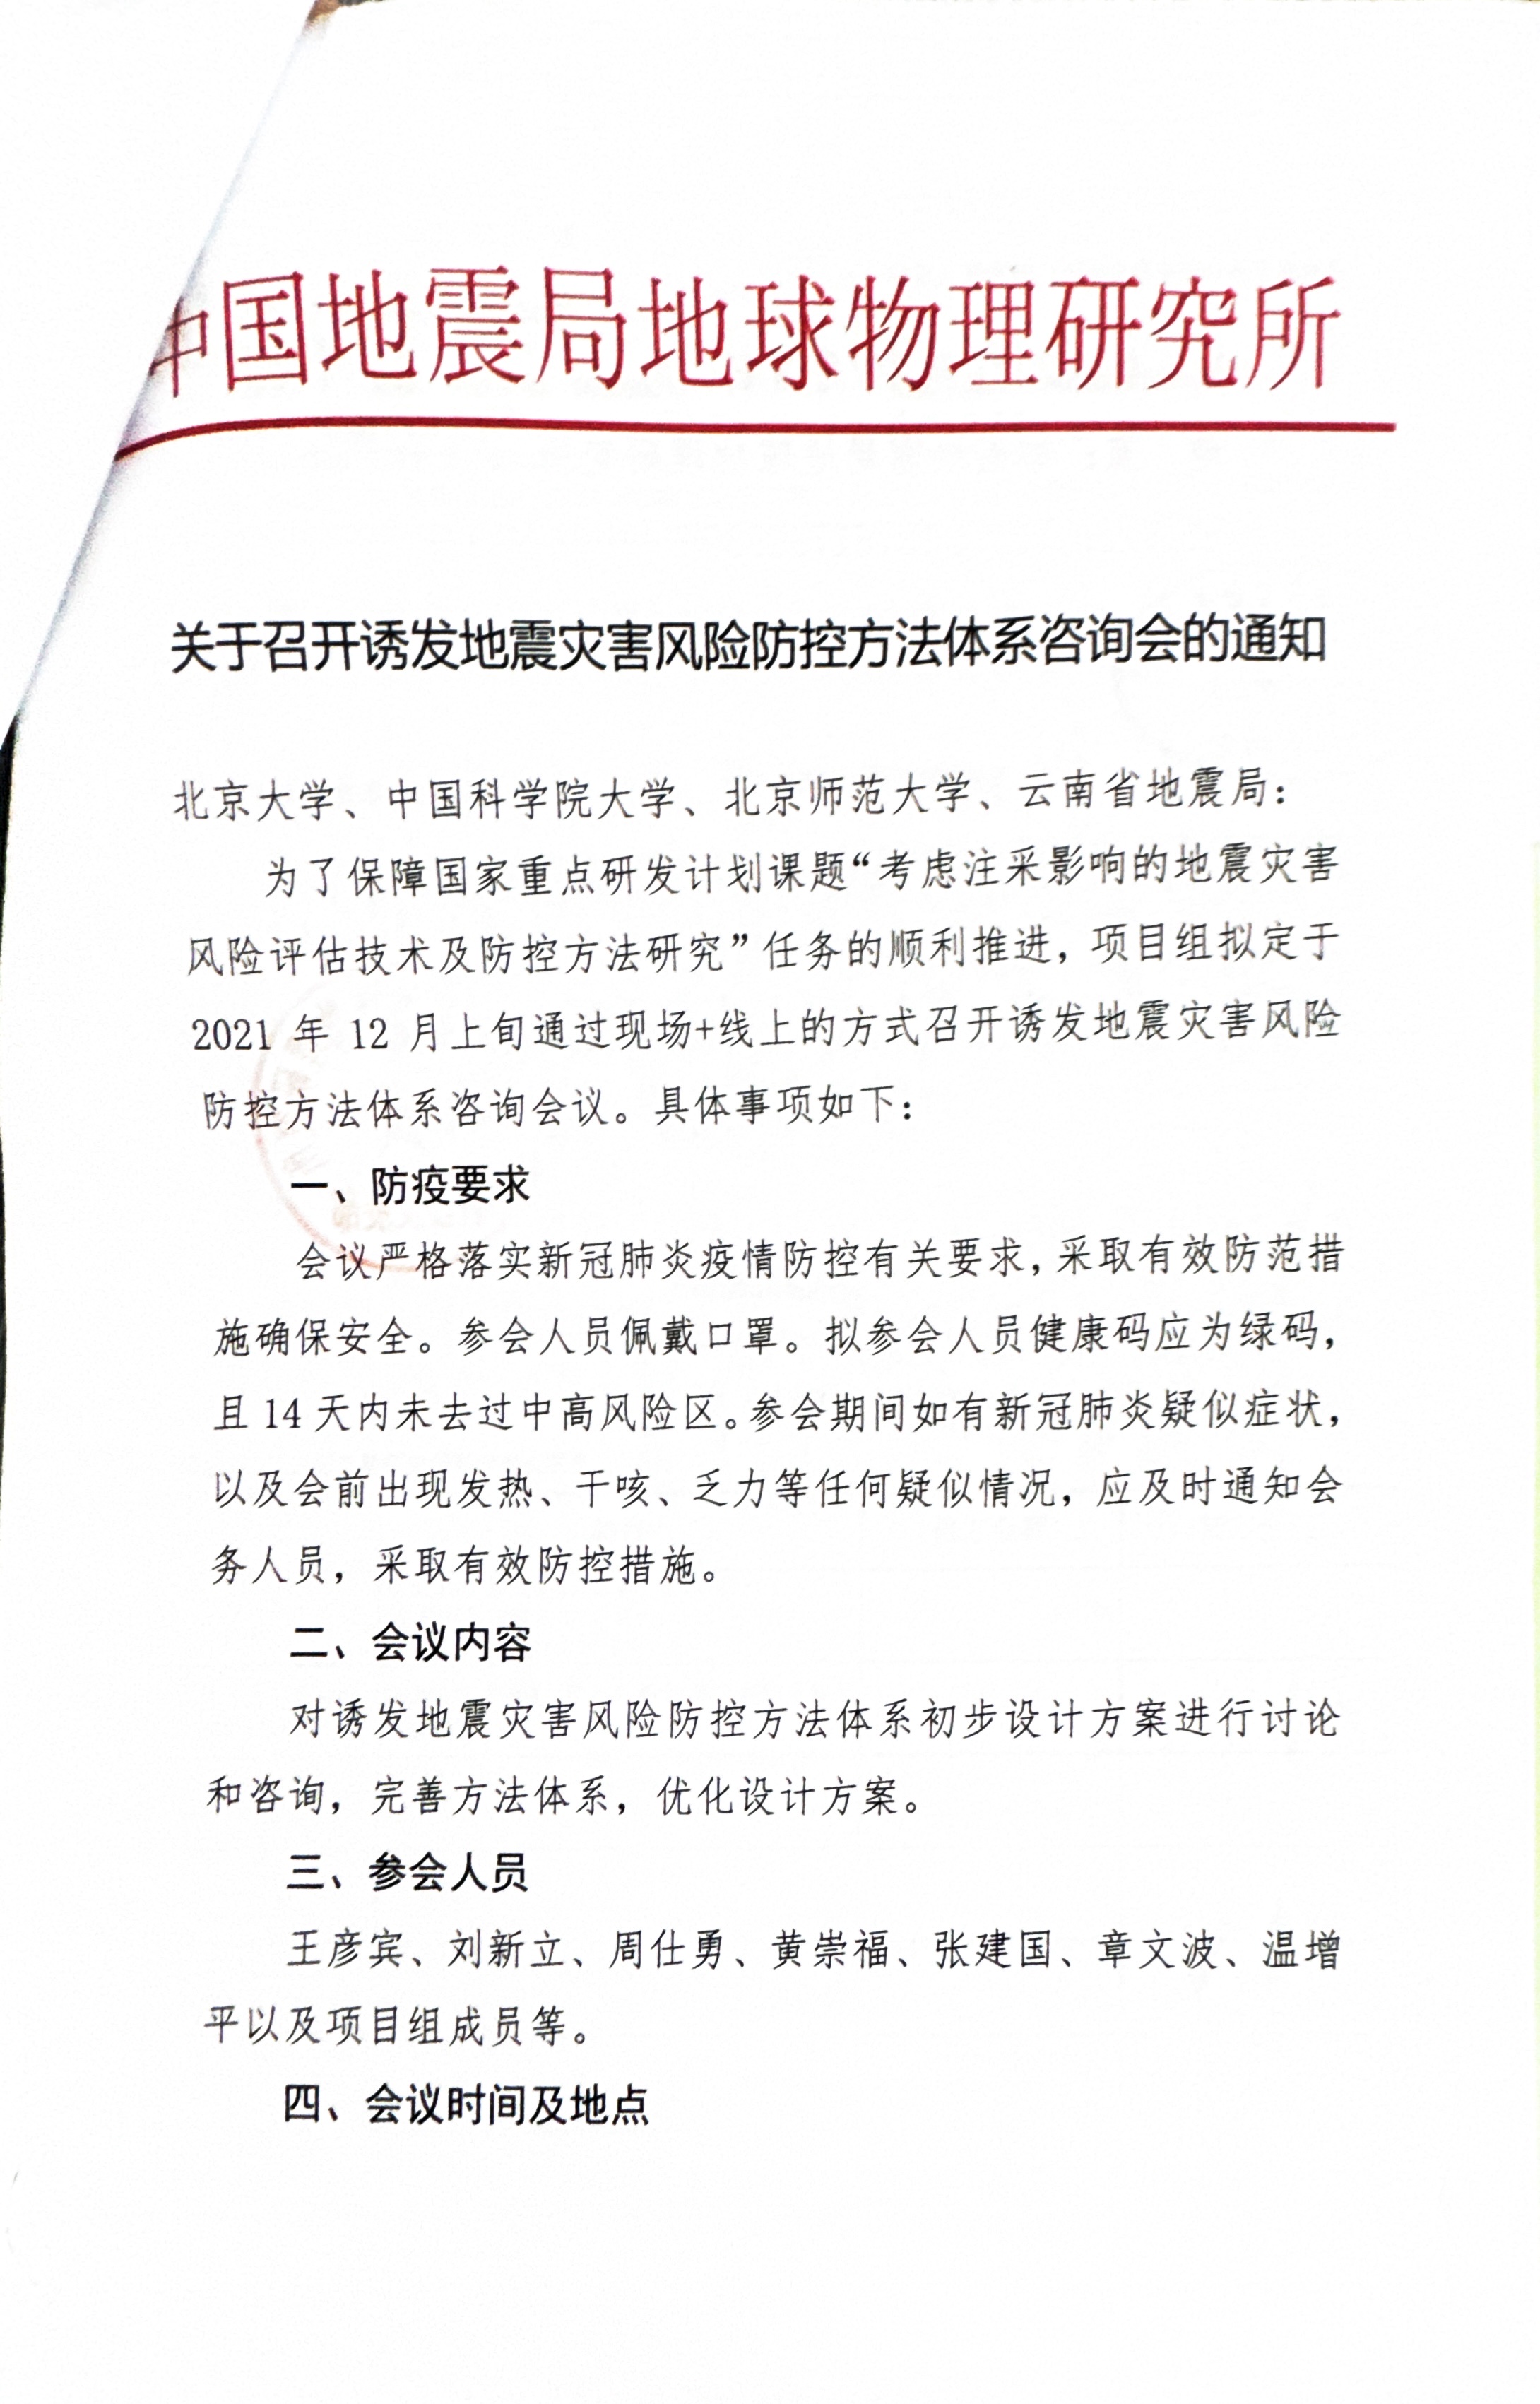 中国地震局地球物理研究所
关于召开诱发地震灾害风险防控方法体系咨询会的通知
北京大学、中国科学院大学、北京师范大学、云南省地震局：
为了保障国家重点研发计划课题“考虑注采影响的地震灾害
风险评估技术及防控方法研究”任务的顺利推进，项目组拟定于
2021 年 12 月上旬通过现场+线上的方式召开诱发地震灾害风险
防控方法体系咨询会议。具体事项如下：
一、防疫要求
会议严格落实新冠肺炎疫情防控有关要求，采取有效防范措
施确保安全。参会人员佩戴口罩。拟参会人员健康码应为绿码，
且 14 天内未去过中高风险区。参会期间如有新冠肺炎疑似症状，
以及会前出现发热、干咳、乏力等任何疑似情况，应及时通知会
务人员，采取有效防控措施。
二、会议内容
对诱发地震灾害风险防控方法体系初步设计方案进行讨论
和咨询，完善方法体系，优化设计方案。
三、参会人员
王彦宾、刘新立、周仕勇、黄崇福、张建国、章文波、温增
平以及项目组成员等。
四、会议时间及地点